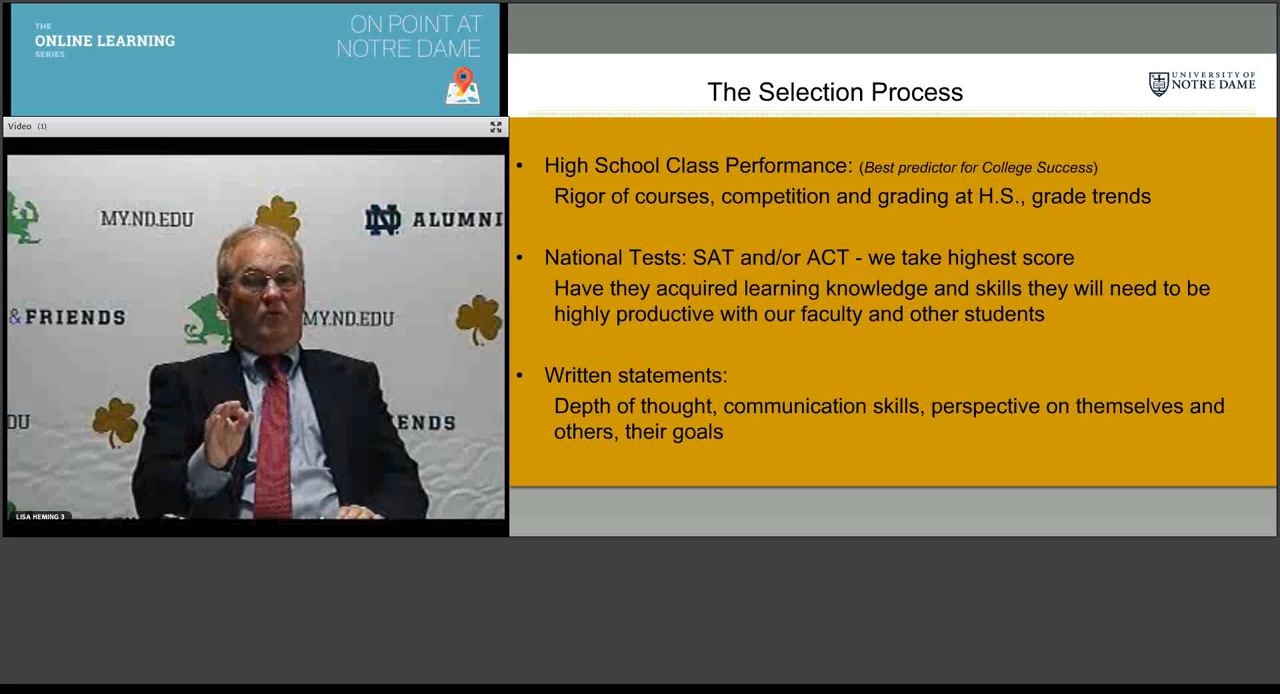 THE
ONLINE LEARNING
SERIES
ON POINT AT
NOTRE DAME
Video (1)
MY.ND.EDU
ND ALUMNI
& FRIENDS
MY.ND.EDU
DU
ENDS
LISA HEMING 3
The Selection Process
UNIVERSITY OF
NOTRE DAME
• High School Class Performance: (Best predictor for College Success)
Rigor of courses, competition and grading at H.S., grade trends
• National Tests: SAT and/or ACT - we take highest score
Have they acquired learning knowledge and skills they will need to be
highly productive with our faculty and other students
• Written statements:
Depth of thought, communication skills, perspective on themselves and
others, their goals